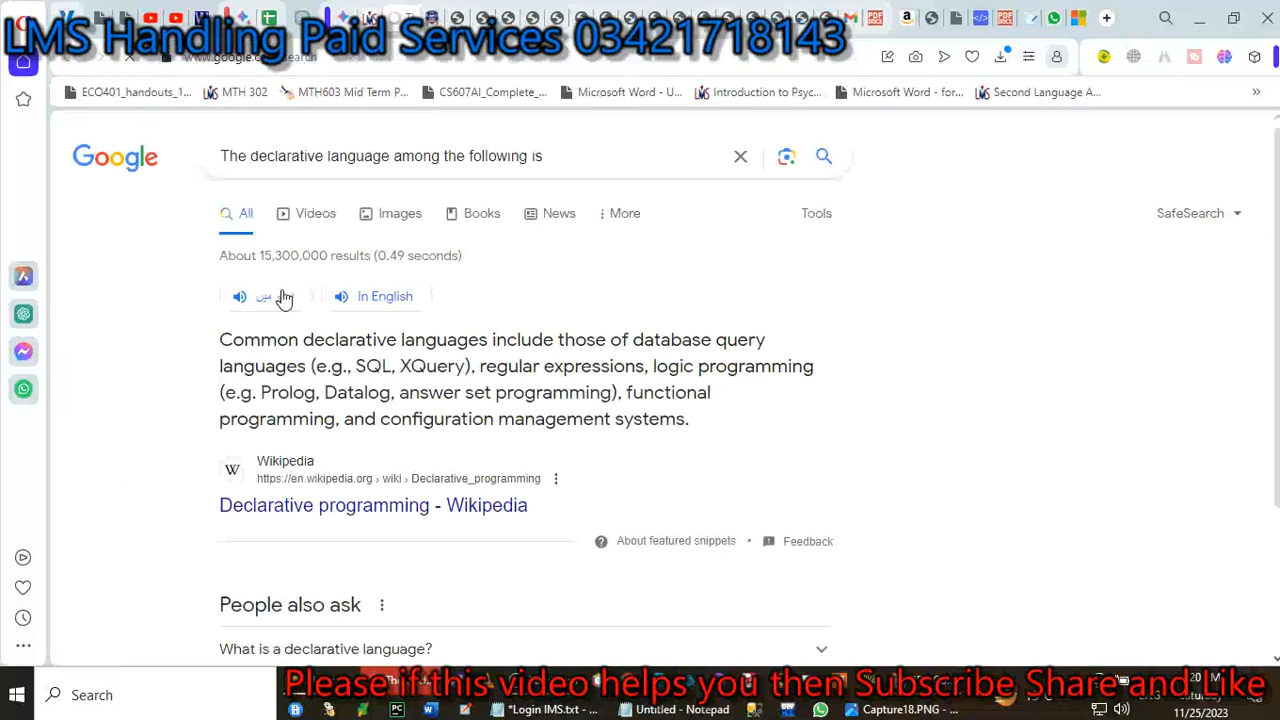 LMS Handling Paid Services 03421718143
ECO401_handouts_1...
MTH 302
MTH603 Mid Term P...
CS607AI_Complete_...
Microsoft Word - U...
Introduction to Psyc...
Microsoft Word - for...
Second Language A...
»
Google
The declarative language among the following is
All
Videos
Images
Books
News
More
Tools
SafeSearch
About 15,300,000 results (0.49 seconds)
میں
In English
Common declarative languages include those of database query
languages (e.g., SQL, XQuery), regular expressions, logic programming
(e.g. Prolog, Datalog, answer set programming), functional
programming, and configuration management systems.
W
Wikipedia
https://en.wikipedia.org › wiki › Declarative_programming
Declarative programming - Wikipedia
About featured snippets
•
Feedback
People also ask
What is a declarative language?
Please if this video helps you then Subscribe Share and Like
Search
*Login IMS.txt - ...
Untitled - Notepad
Capture18.PNG - ...
11/25/2023